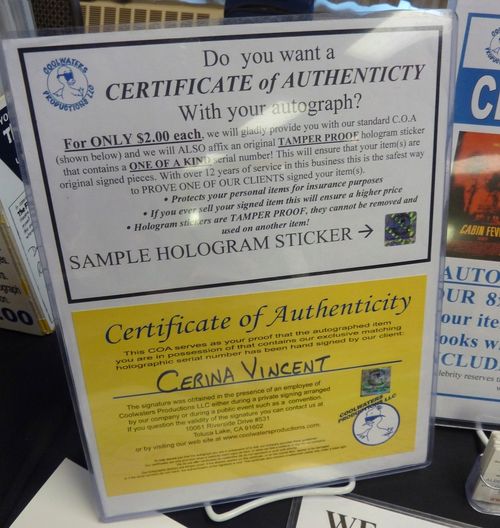 COOLWATERS
PRODUCTIONS LLC
Do you want a
CERTIFICATE of AUTHENTICTY
With your autograph?
For ONLY $2.00 each, we will gladly provide you with our standard C.O.A
(shown below) and we will ALSO affix an original TAMPER PROOF hologram sticker
that contains a ONE OF A KIND serial number! This will ensure that your item(s) are
original signed pieces. With over 12 years of service in this business this is the safest way
to PROVE ONE OF OUR CLIENTS signed your item(s).
• Protects your personal items for insurance purposes
• If you ever sell your signed item this will ensure a higher price
• Hologram stickers are TAMPER PROOF, they cannot be removed and
used on another item!
SAMPLE HOLOGRAM STICKER →
Certificate of Authenticity
This COA serves as your proof that the autographed item
you are in possession of that contains our exclusive matching
holographic serial number has been hand signed by our client:
CERINA VINCENT
The signature was obtained in the presence of an employee of
Coolwaters Productions LLC either during a private signing arranged
by our company or during a public event such as a convention.
If you question the validity of the signature you can contact us at
10061 Riverside Drive #531
Toluca Lake, CA 91602
or by visiting our web site at www.coolwatersproductions.com.
COOLWATERS
PRODUCTIONS LLC
.00
CABIN FEV
AUTO
UR 8
our ite
ooks w
CLUD
elebrity reserves